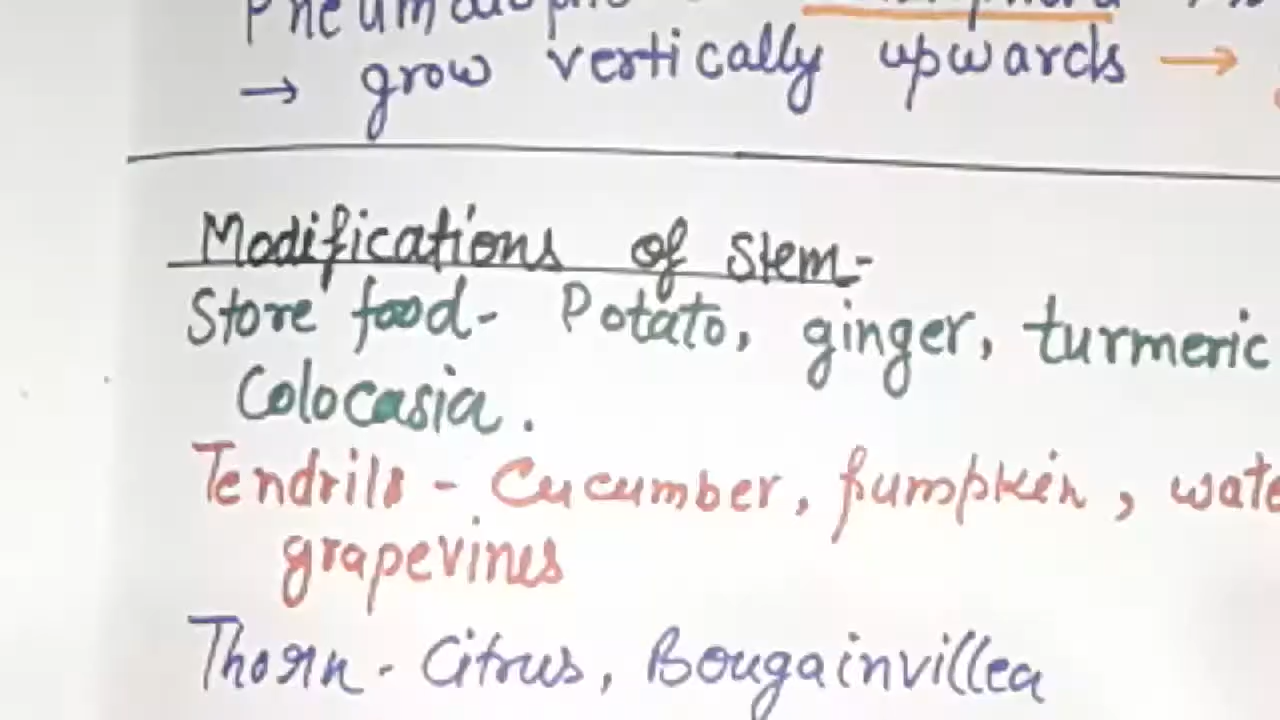 → grow vertically upwards →
Modifications of Stem-
Store food- Potato, ginger, turmeric
Colocasia.
Tendrils - Cucumber, pumpkin,
grapevines
Thorn - Citrus, Bougainvillea